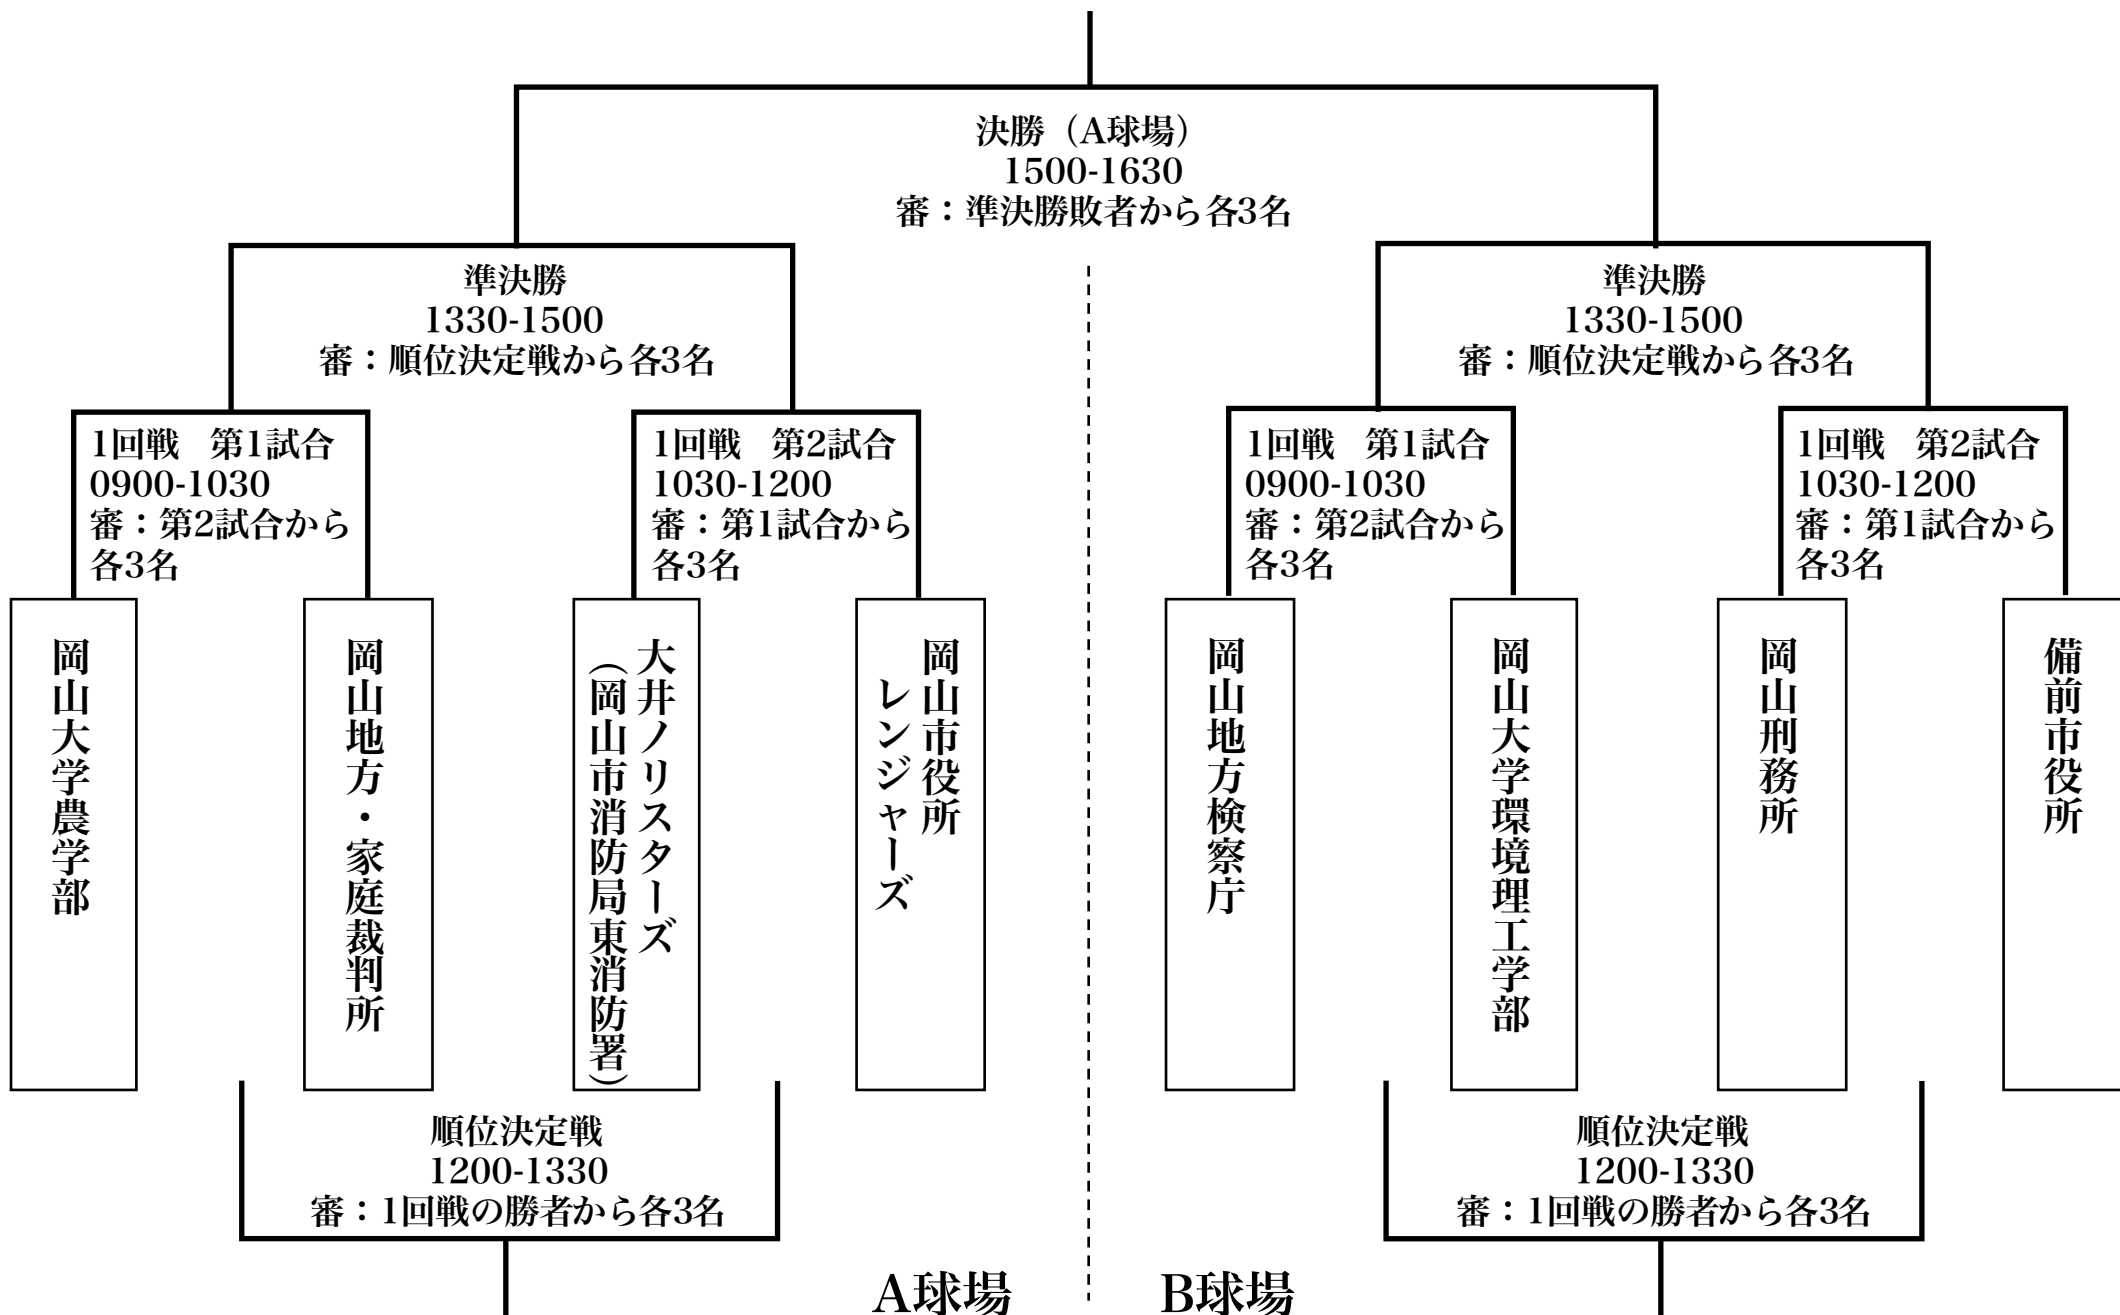 決勝（A球場）
1500-1630
審：準決勝敗者から各3名
準決勝
1330-1500
審：順位決定戦から各3名
準決勝
1330-1500
審：順位決定戦から各3名
1回戦　第1試合
0900-1030
審：第2試合から
各3名
1回戦　第2試合
1030-1200
審：第1試合から
各3名
1回戦　第1試合
0900-1030
審：第2試合から
各3名
1回戦　第2試合
1030-1200
審：第1試合から
各3名
岡山大学農学部
岡山地方・家庭裁判所
大井ノリスターズ
（岡山市消防局東消防署）
岡山市役所
レンジャーズ
岡山地方検察庁
岡山大学環境理工学部
岡山刑務所
備前市役所
順位決定戦
1200-1330
審：1回戦の勝者から各3名
順位決定戦
1200-1330
審：1回戦の勝者から各3名
A球場
B球場